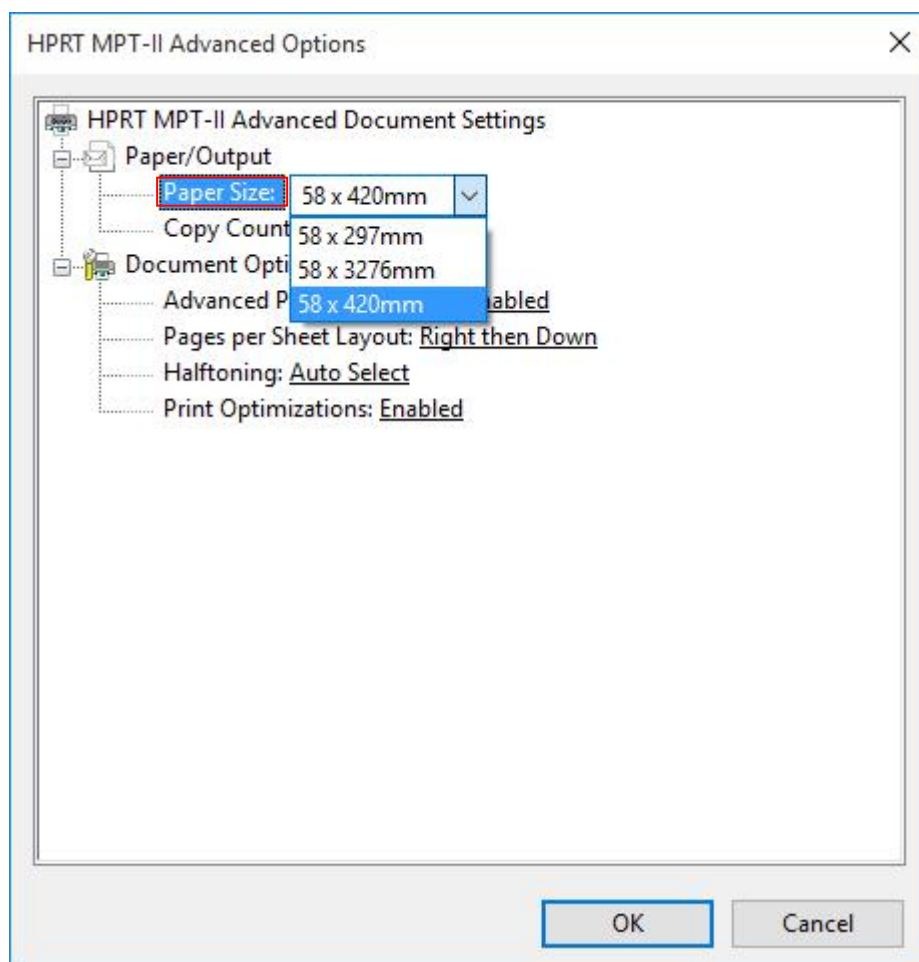 HPRT MPT-II Advanced Options
HPRT MPT-II Advanced Document Settings
Paper/Output
Paper Size: 58 x 420mm
Copy Count
58 x 297mm
Document Opti
58 x 3276mm
Advanced P
58 x 420mm
abled
Pages per Sheet Layout: Right then Down
Halftoning: Auto Select
Print Optimizations: Enabled
OK
Cancel